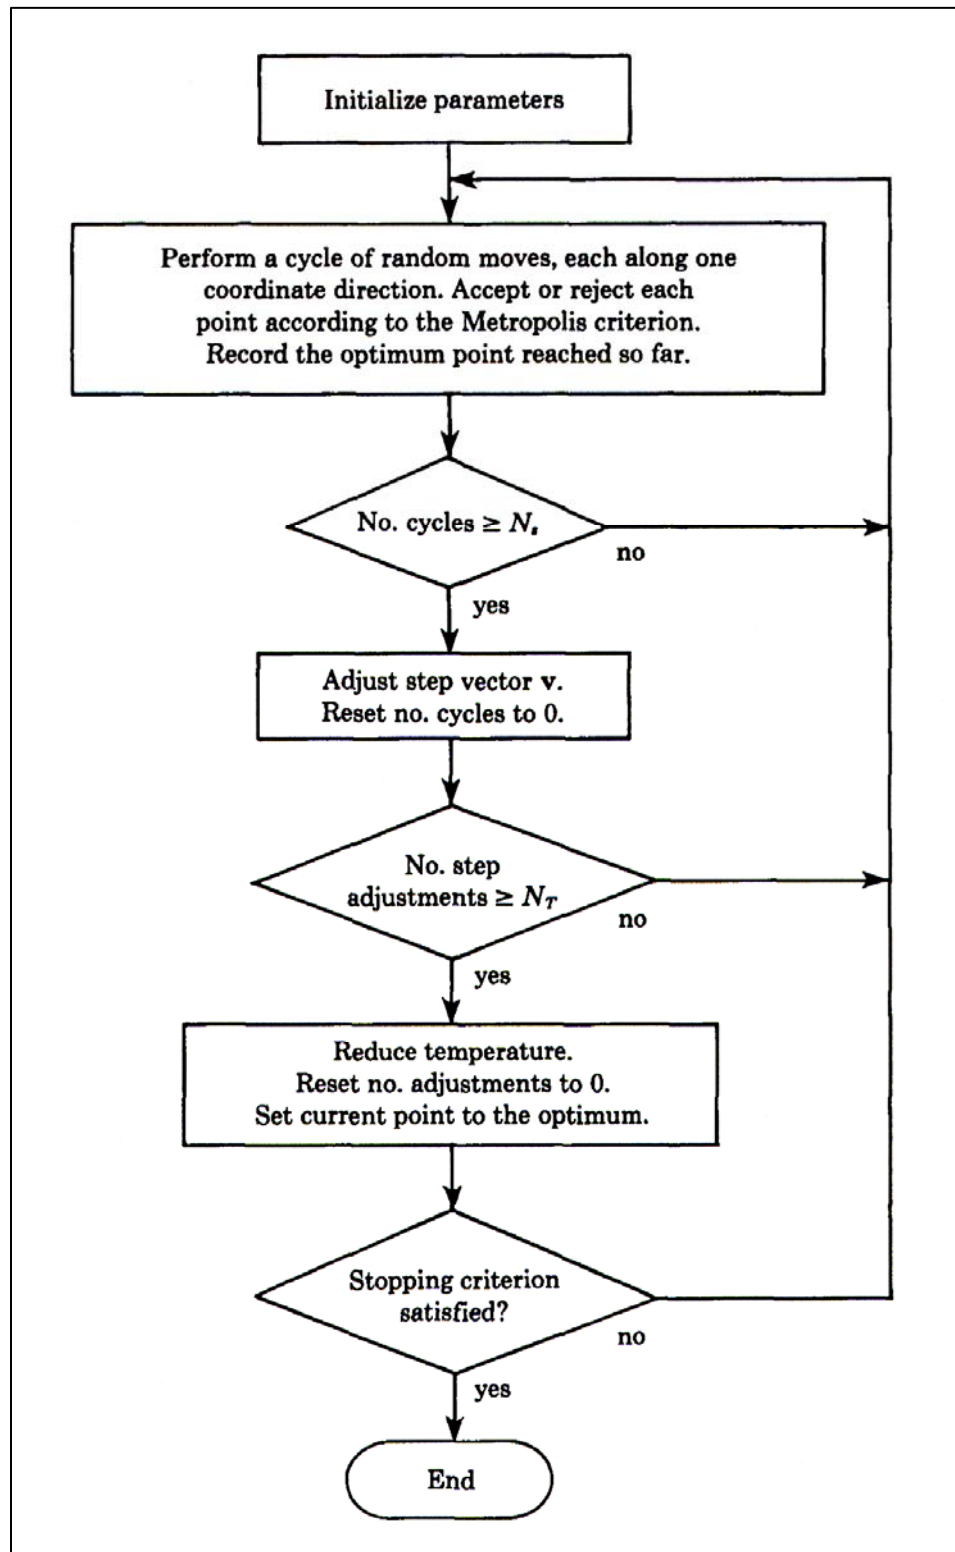 Initialize parameters
Perform a cycle of random moves, each along one
coordinate direction. Accept or reject each
point according to the Metropolis criterion.
Record the optimum point reached so far.
No. cycles ≥ Nₛ
no
yes
Adjust step vector v.
Reset no. cycles to 0.
No. step
adjustments ≥ N_T
no
yes
Reduce temperature.
Reset no. adjustments to 0.
Set current point to the optimum.
Stopping criterion
satisfied?
no
yes
End